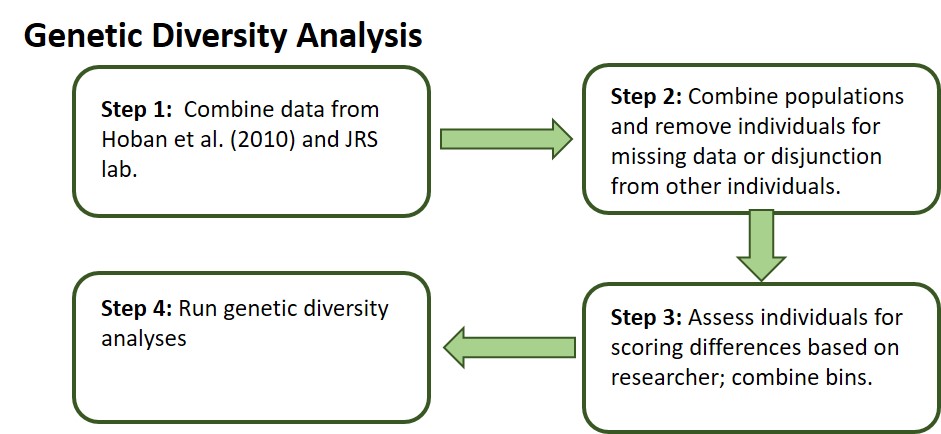 Genetic Diversity Analysis
Step 1:  Combine data from
Hoban et al. (2010) and JRS
lab.
Step 2: Combine populations
and remove individuals for
missing data or disjunction
from other individuals.
Step 3: Assess individuals for
scoring differences based on
researcher; combine bins.
Step 4: Run genetic diversity
analyses